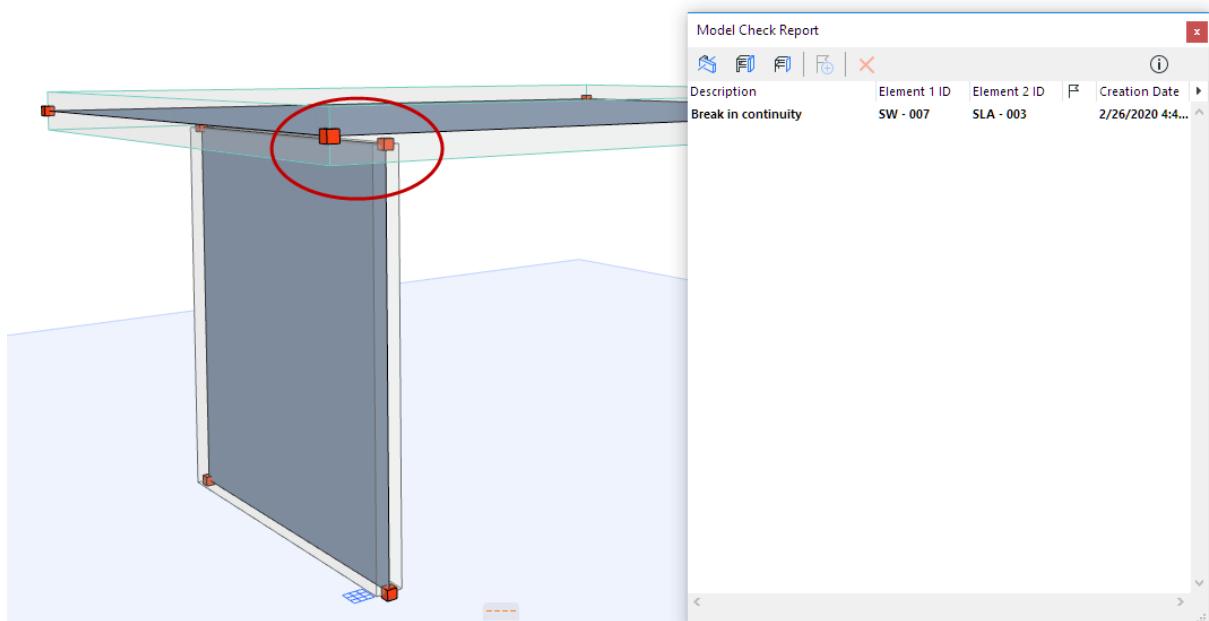 Model Check Report
Description Element 1 ID Element 2 ID Creation Date
Break in continuity SW - 007 SLA - 003 2/26/2020 4:4...